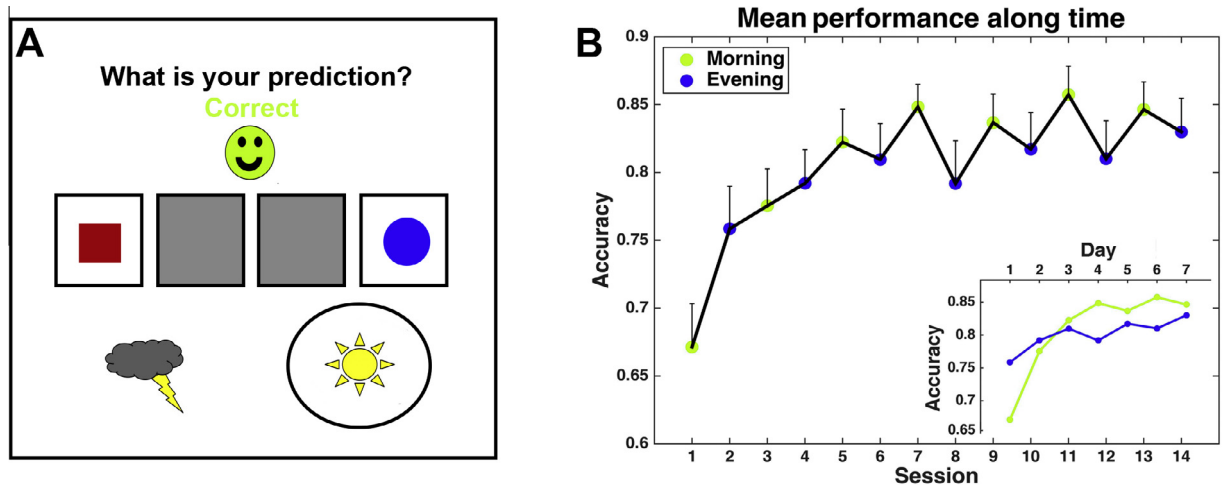 A
What is your prediction?
Correct
B
Mean performance along time
Morning
Evening
0.9
0.85
0.8
0.75
0.7
0.65
0.6
Accuracy
1 2 3 4 5 6 7 8 9 10 11 12 13 14
Session
Day
1 2 3 4 5 6 7
0.85
0.8
0.75
0.7
0.65
Accuracy